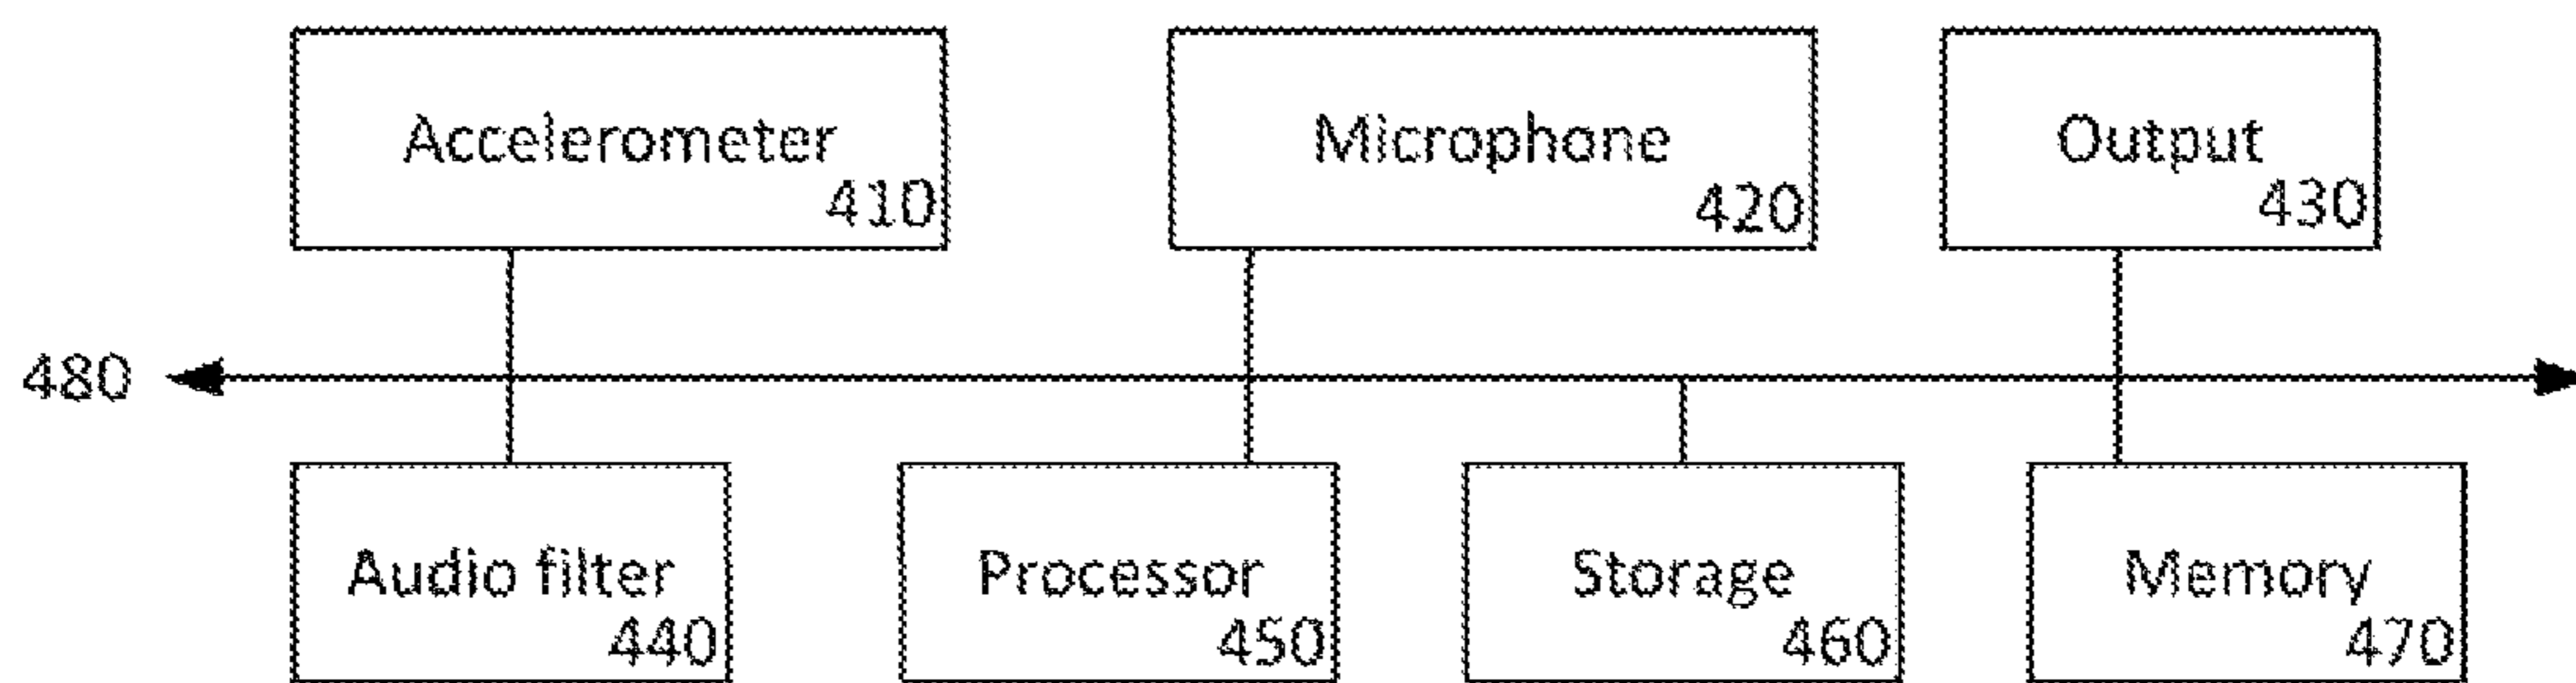 Accelerometer
410
Microphone
420
Output
430
480
Audio filter
440
Processor
450
Storage
460
Memory
470